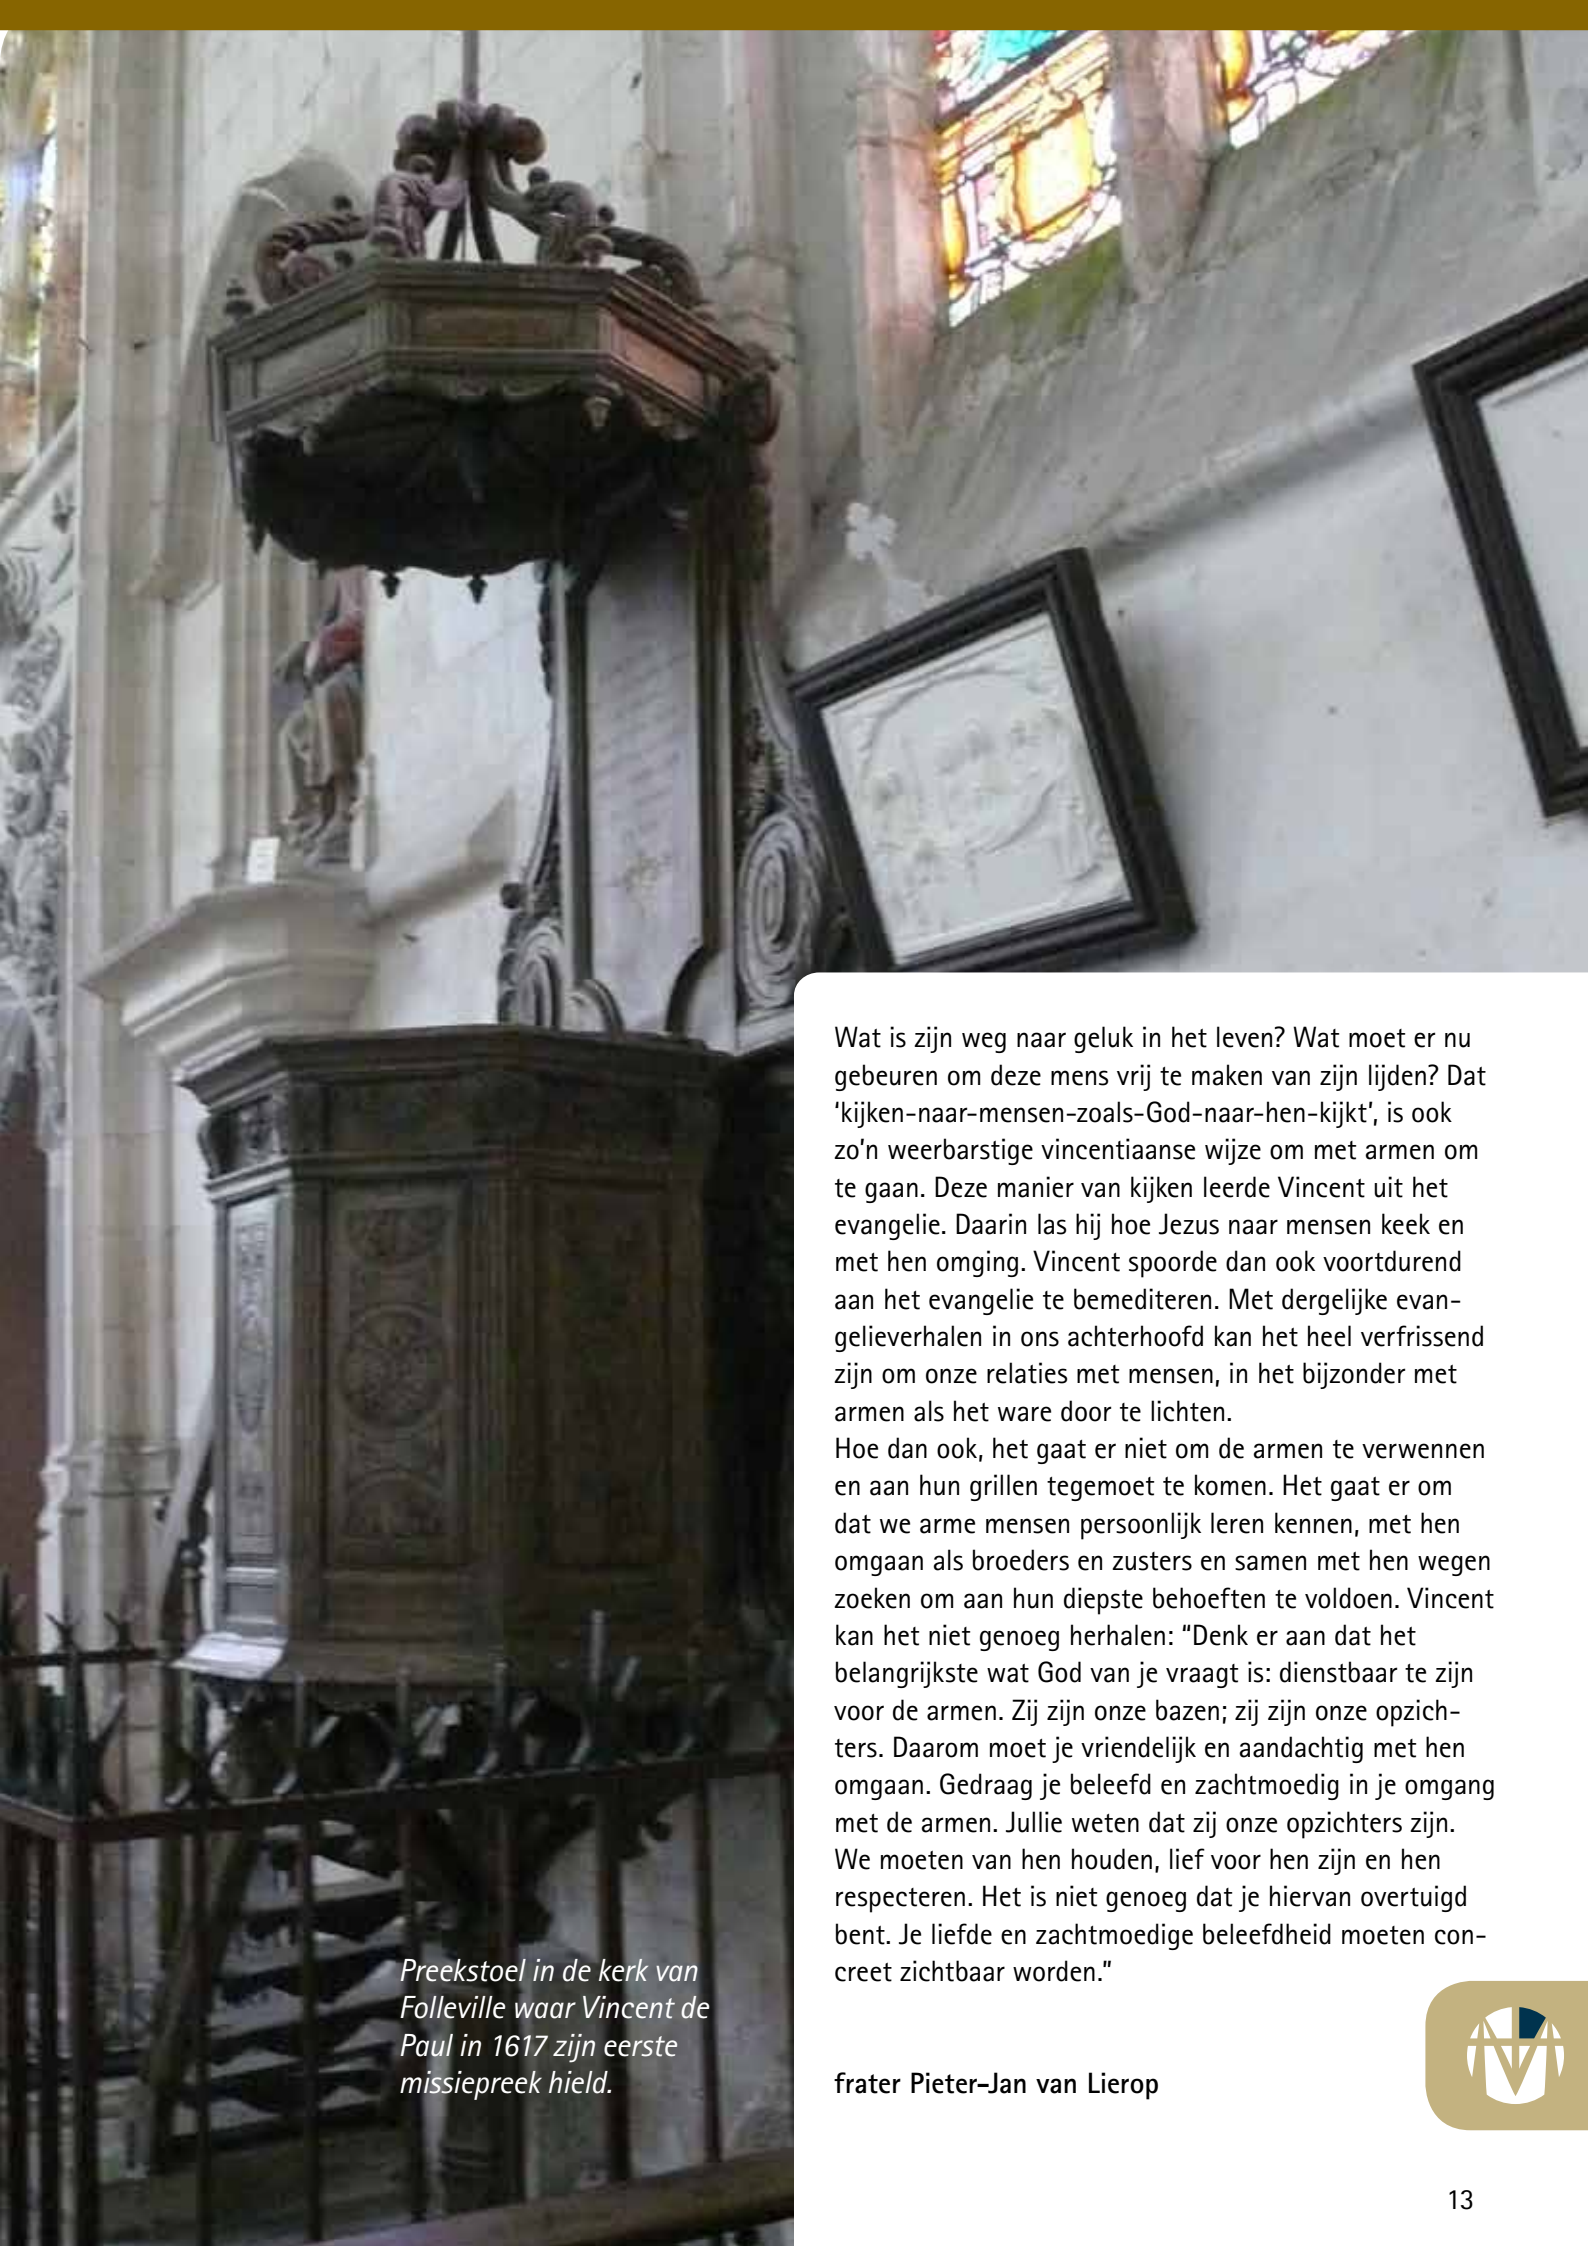 Wat is zijn weg naar geluk in het leven? Wat moet er nu
gebeuren om deze mens vrij te maken van zijn lijden? Dat
‘kijken-naar-mensen-zoals-God-naar-hen-kijkt’, is ook
zo’n weerbarstige vincentiaanse wijze om met armen om
te gaan. Deze manier van kijken leerde Vincent uit het
evangelie. Daarin las hij hoe Jezus naar mensen keek en
met hen omging. Vincent spoorde dan ook voortdurend
aan het evangelie te bemediteren. Met dergelijke evan-
gelieverhalen in ons achterhoofd kan het heel verfrissend
zijn om onze relaties met mensen, in het bijzonder met
armen als het ware door te lichten.
Hoe dan ook, het gaat er niet om de armen te verwennen
en aan hun grillen tegemoet te komen. Het gaat er om
dat we arme mensen persoonlijk leren kennen, met hen
omgaan als broeders en zusters en samen met hen wegen
zoeken om aan hun diepste behoeften te voldoen. Vincent
kan het niet genoeg herhalen: “Denk er aan dat het
belangrijkste wat God van je vraagt is: dienstbaar te zijn
voor de armen. Zij zijn onze bazen; zij zijn onze opzich-
ters. Daarom moet je vriendelijk en aandachtig met hen
omgaan. Gedraag je beleefd en zachtmoedig in je omgang
met de armen. Jullie weten dat zij onze opzichters zijn.
We moeten van hen houden, lief voor hen zijn en hen
respecteren. Het is niet genoeg dat je hiervan overtuigd
bent. Je liefde en zachtmoedige beleefdheid moeten con-
creet zichtbaar worden.”
frater Pieter-Jan van Lierop
Preekstoel in de kerk van
Folleville waar Vincent de
Paul in 1617 zijn eerste
missiepreek hield.
13